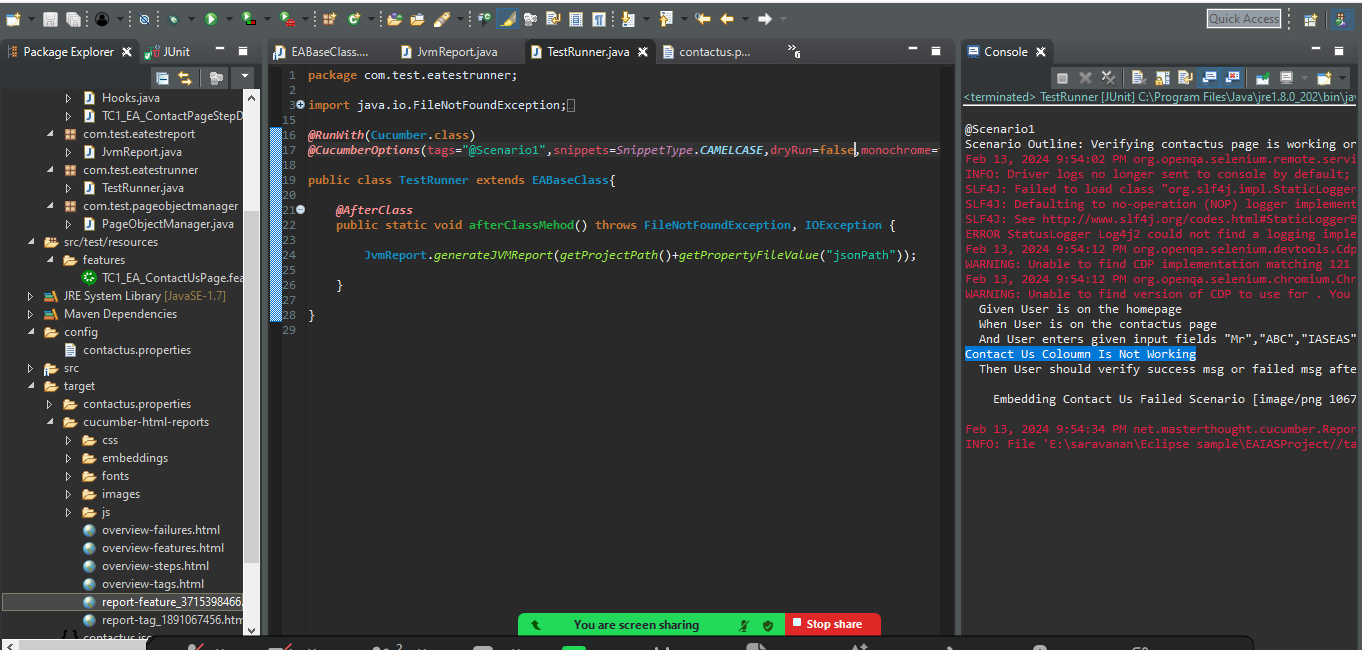 Quick Access
Package Explorer
JUnit
EABaseClass....
JvmReport.java
TestRunner.java
contactus.p...
»6
Console
Hooks.java
TC1_EA_ContactPageStepD
com.test.eatestreport
JvmReport.java
com.test.eatestrunner
TestRunner.java
com.test.pageobjectmanager
PageObjectManager.java
src/test/resources
features
TC1_EA_ContactUsPage.fea
JRE System Library [JavaSE-1.7]
Maven Dependencies
config
contactus.properties
src
target
contactus.properties
cucumber-html-reports
css
embeddings
fonts
images
js
overview-failures.html
overview-features.html
overview-steps.html
overview-tags.html
report-feature_3715398466.
report-tag_1891067456.htm
1 package com.test.eatestrunner;
2
3 import java.io.FileNotFoundException;
15
16 @RunWith(Cucumber.class)
17 @CucumberOptions(tags="@Scenario1",snippets=SnippetType.CAMELCASE,dryRun=false,monochrome=
18
19 public class TestRunner extends EABaseClass{
20
21 @AfterClass
22 public static void afterClassMehod() throws FileNotFoundException, IOException {
23
24 JvmReport.generateJVMReport(getProjectPath()+getPropertyFileValue("jsonPath"));
25
26 }
27
28 }
29
<terminated> TestRunner [JUnit] C:\Program Files\Java\jre1.8.0_202\bin\jav
@Scenario1
Scenario Outline: Verifying contactus page is working or
Feb 13, 2024 9:54:02 PM org.openqa.selenium.remote.servi
INFO: Driver logs no longer sent to console by default;
SLF4J: Failed to load class "org.slf4j.impl.StaticLogger
SLF4J: Defaulting to no-operation (NOP) logger implement
SLF4J: See http://www.slf4j.org/codes.html#StaticLoggerB
ERROR StatusLogger Log4j2 could not find a logging imple
Feb 13, 2024 9:54:12 PM org.openqa.selenium.devtools.Cdp
WARNING: Unable to find CDP implementation matching 121
Feb 13, 2024 9:54:12 PM org.openqa.selenium.chromium.Chr
WARNING: Unable to find version of CDP to use for . You
Given User is on the homepage
When User is on the contactus page
And User enters given input fields "Mr","ABC","IASEAS"
Contact Us Coloumn Is Not Working
Then User should verify success msg or failed msg afte
Embedding Contact Us Failed Scenario [image/png 1067
Feb 13, 2024 9:54:34 PM net.masterthought.cucumber.Repor
INFO: File 'E:\saravanan\Eclipse sample\EAIASProject//ta
You are screen sharing
Stop share